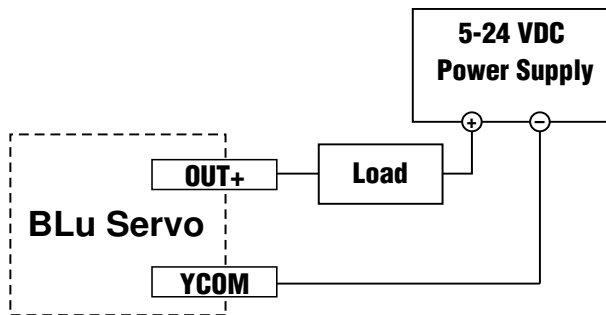 5-24 VDC
Power Supply
+ −
OUT+
Load
BLu Servo
YCOM